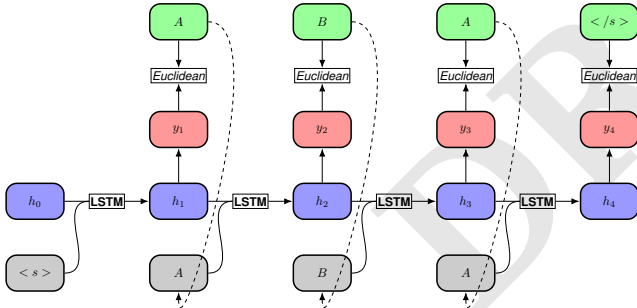 A B A < /s >
Euclidean Euclidean Euclidean Euclidean
y1 y2 y3 y4
h0 LSTM h1 LSTM h2 LSTM h3 LSTM h4
< s > A B A